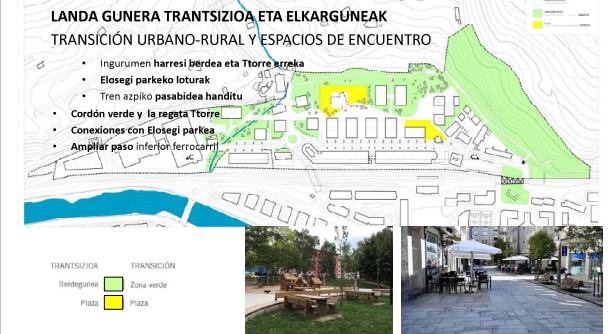 LANDA GUNERA TRANTSIZIOA ETA ELKARGUNEAK
TRANSICIÓN URBANO-RURAL Y ESPACIOS DE ENCUENTRO
• Ingurumen harresi berdea eta Ttorre erreka
• Elosegi parkeko loturak
• Tren azpiko pasabidea handitu
• Cordón verde y la regata Ttorre
• Conexiones con Elosegi parkea
• Ampliar paso inferior ferrocarril
TRANTSIZIOA TRANSICIÓN
Berdegunea Zona verde
Plaza Plaza